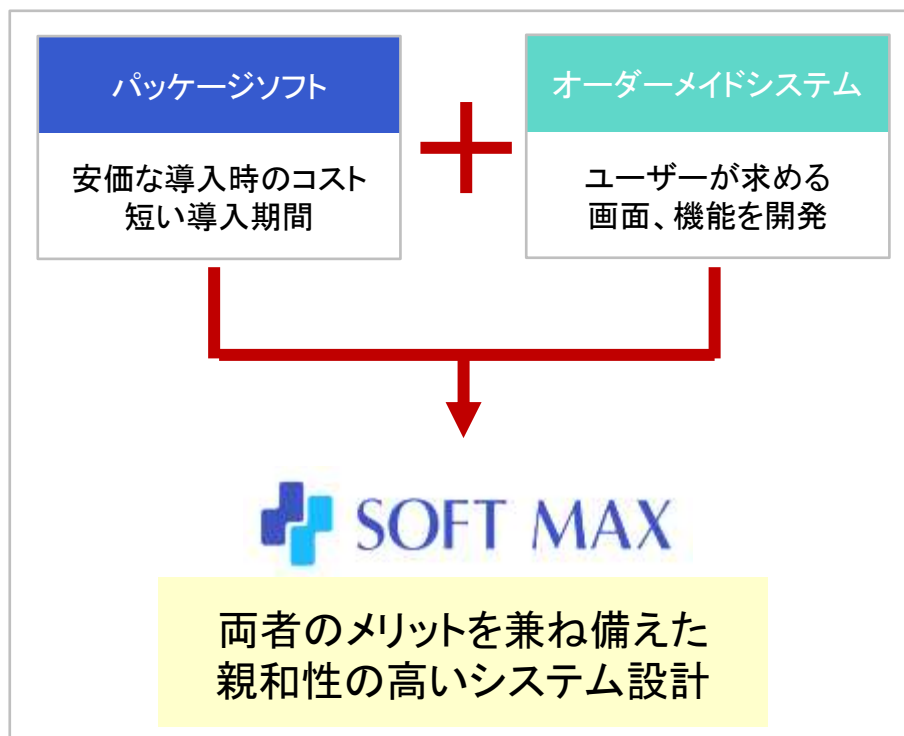 パッケージソフト
安価な導入時のコスト
短い導入期間
オーダーメイドシステム
ユーザーが求める
画面、機能を開発
SOFT MAX
両者のメリットを兼ね備えた
親和性の高いシステム設計